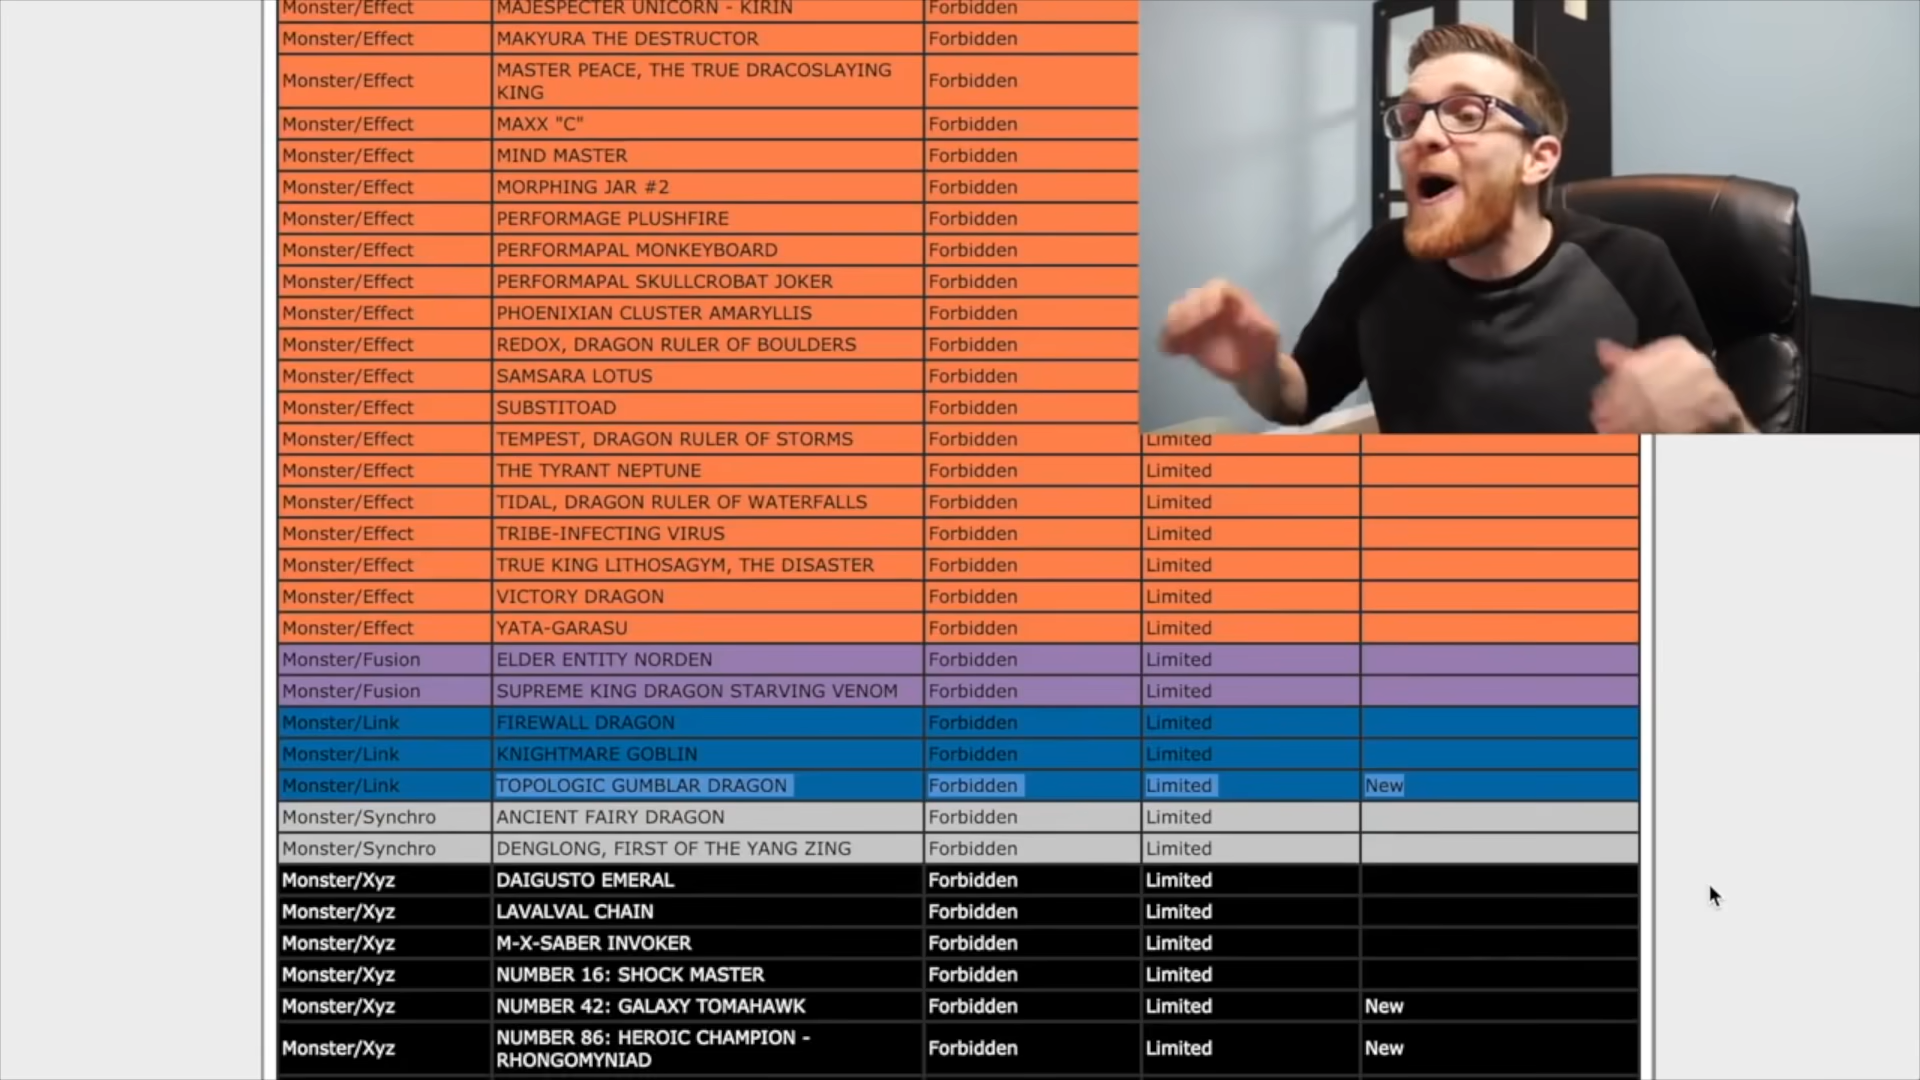 Monster/Effect MAJESPECTER UNICORN - KIRIN Forbidden
Monster/Effect MAKYURA THE DESTRUCTOR Forbidden
Monster/Effect MASTER PEACE, THE TRUE DRACOSLAYING KING Forbidden
Monster/Effect MAXX "C" Forbidden
Monster/Effect MIND MASTER Forbidden
Monster/Effect MORPHING JAR #2 Forbidden
Monster/Effect PERFORMAGE PLUSHFIRE Forbidden
Monster/Effect PERFORMAPAL MONKEYBOARD Forbidden
Monster/Effect PERFORMAPAL SKULLCROBAT JOKER Forbidden
Monster/Effect PHOENIXIAN CLUSTER AMARYLLIS Forbidden
Monster/Effect REDOX, DRAGON RULER OF BOULDERS Forbidden
Monster/Effect SAMSARA LOTUS Forbidden
Monster/Effect SUBSTITOAD Forbidden
Monster/Effect TEMPEST, DRAGON RULER OF STORMS Forbidden Limited
Monster/Effect THE TYRANT NEPTUNE Forbidden Limited
Monster/Effect TIDAL, DRAGON RULER OF WATERFALLS Forbidden Limited
Monster/Effect TRIBE-INFECTING VIRUS Forbidden Limited
Monster/Effect TRUE KING LITHOSAGYM, THE DISASTER Forbidden Limited
Monster/Effect VICTORY DRAGON Forbidden Limited
Monster/Effect YATA-GARASU Forbidden Limited
Monster/Fusion ELDER ENTITY NORDEN Forbidden Limited
Monster/Fusion SUPREME KING DRAGON STARVING VENOM Forbidden Limited
Monster/Link FIREWALL DRAGON Forbidden Limited
Monster/Link KNIGHTMARE GOBLIN Forbidden Limited
Monster/Link TOPOLOGIC GUMBLAR DRAGON Forbidden Limited New
Monster/Synchro ANCIENT FAIRY DRAGON Forbidden Limited
Monster/Synchro DENGLONG, FIRST OF THE YANG ZING Forbidden Limited
Monster/Xyz DAIGUSTO EMERAL Forbidden Limited
Monster/Xyz LAVALVAL CHAIN Forbidden Limited
Monster/Xyz M-X-SABER INVOKER Forbidden Limited
Monster/Xyz NUMBER 16: SHOCK MASTER Forbidden Limited
Monster/Xyz NUMBER 42: GALAXY TOMAHAWK Forbidden Limited New
Monster/Xyz NUMBER 86: HEROIC CHAMPION - RHONGOMYNIAD Forbidden Limited New